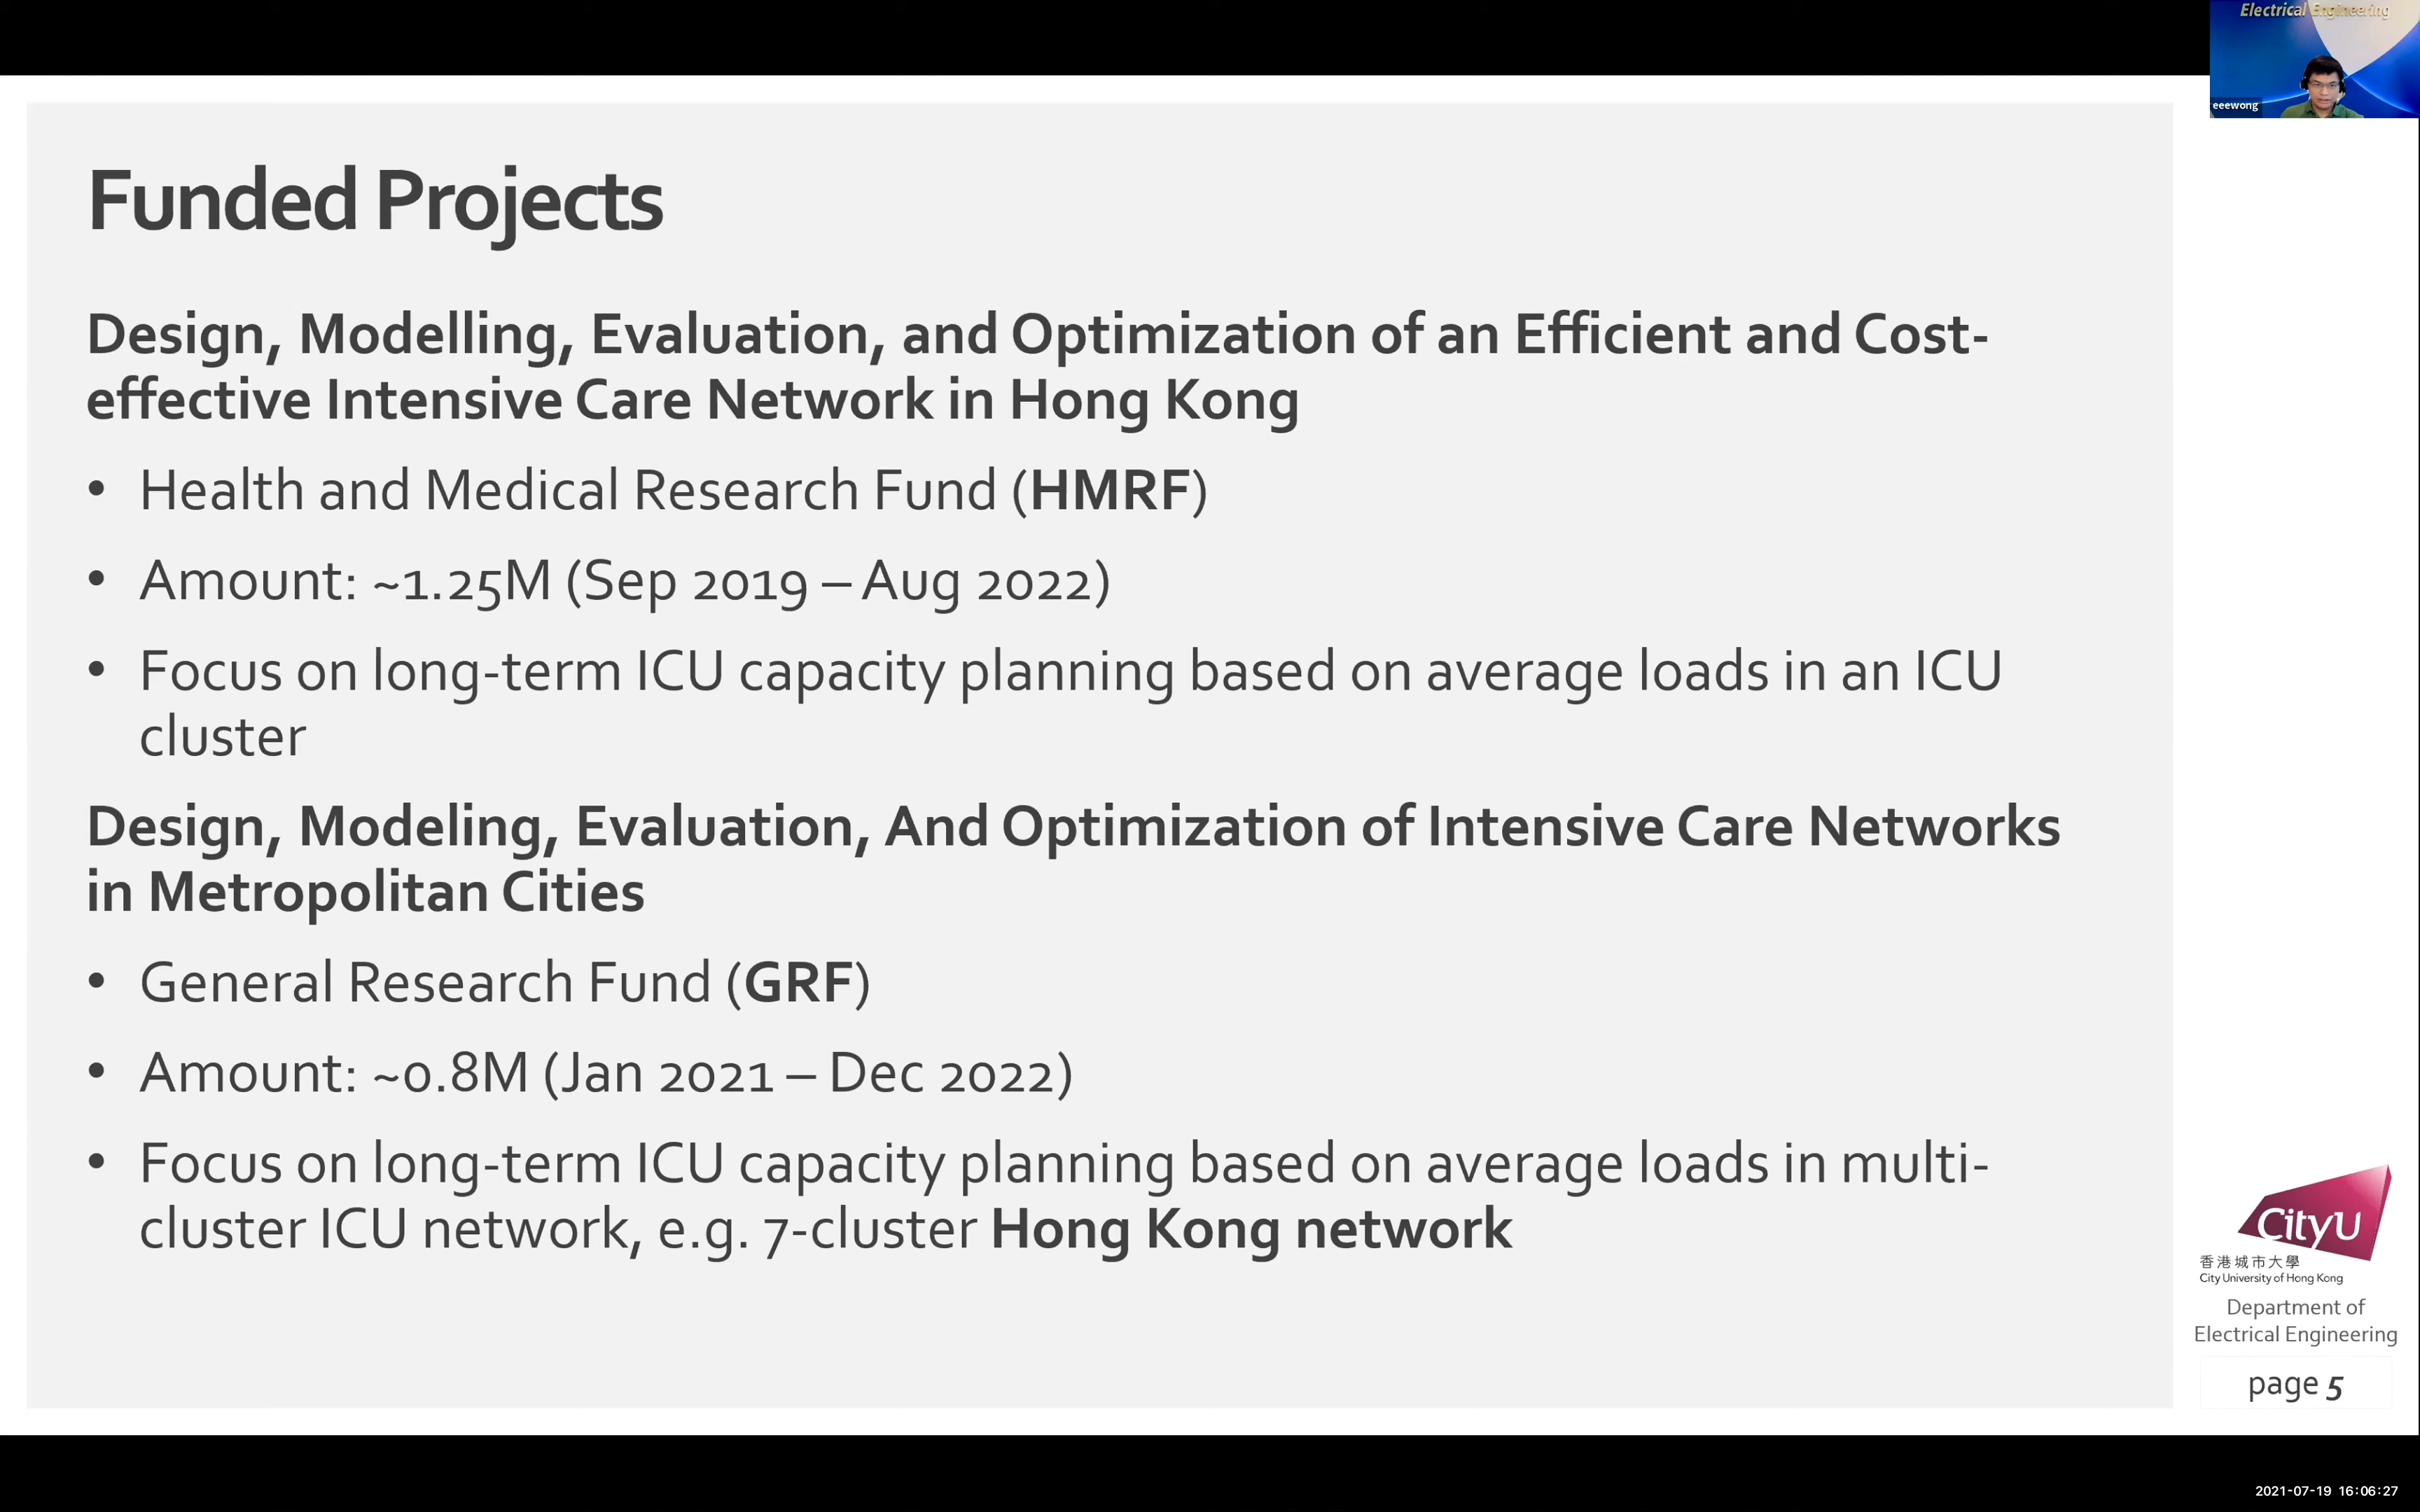 Electrical Engineering
eeewong
Funded Projects
Design, Modelling, Evaluation, and Optimization of an Efficient and Cost-
effective Intensive Care Network in Hong Kong
• Health and Medical Research Fund (HMRF)
• Amount: ~1.25M (Sep 2019 – Aug 2022)
• Focus on long-term ICU capacity planning based on average loads in an ICU
cluster
Design, Modeling, Evaluation, And Optimization of Intensive Care Networks
in Metropolitan Cities
• General Research Fund (GRF)
• Amount: ~0.8M (Jan 2021 – Dec 2022)
• Focus on long-term ICU capacity planning based on average loads in multi-
cluster ICU network, e.g. 7-cluster Hong Kong network
CityU
香港城市大學
City University of Hong Kong
Department of
Electrical Engineering
page 5
2021-07-19 16:06:27